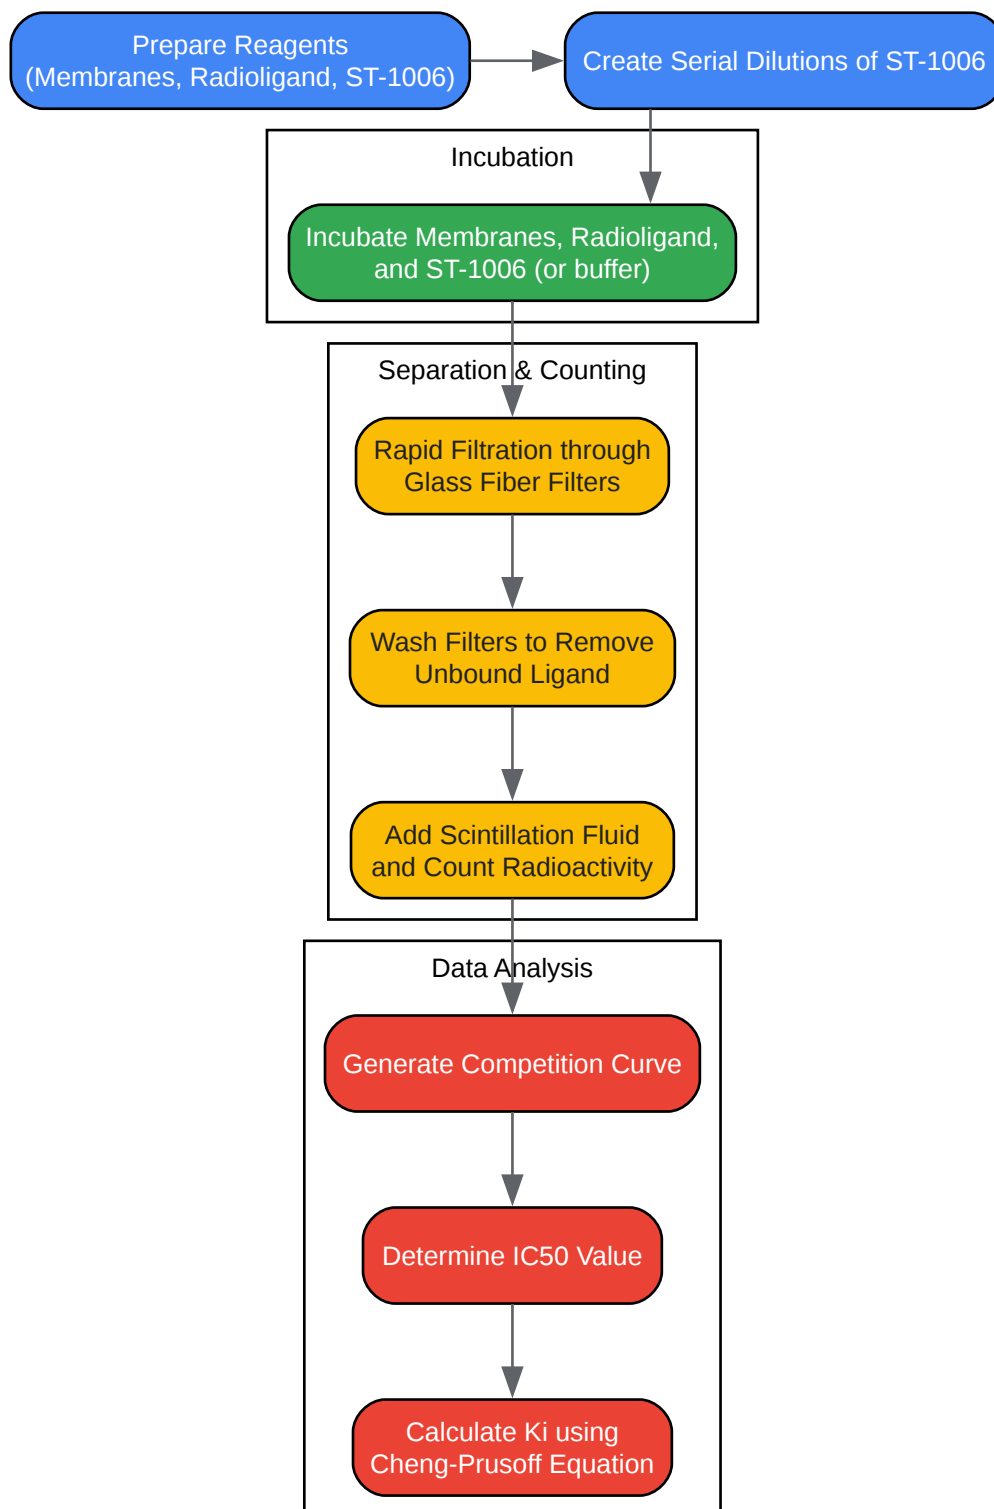 Prepare Reagents
(Membranes, Radioligand, ST-1006)
Create Serial Dilutions of ST-1006
Incubation
Incubate Membranes, Radioligand,
and ST-1006 (or buffer)
Separation & Counting
Rapid Filtration through
Glass Fiber Filters
Wash Filters to Remove
Unbound Ligand
Add Scintillation Fluid
and Count Radioactivity
Data Analysis
Generate Competition Curve
Determine IC50 Value
Calculate Ki using
Cheng-Prusoff Equation